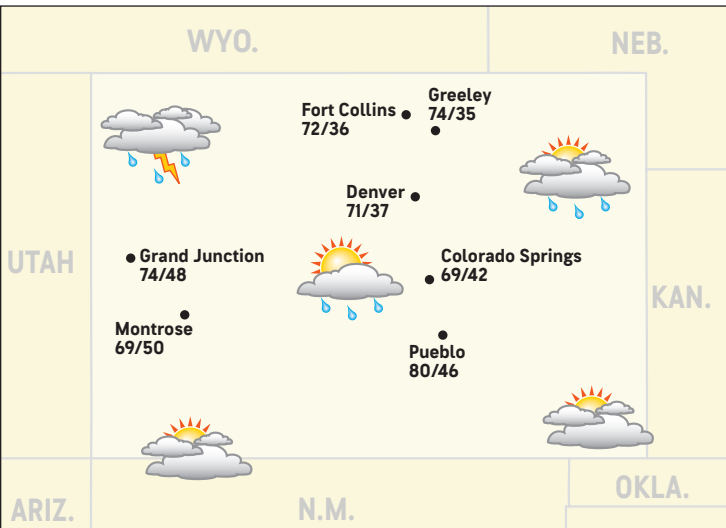 WYO.
NEB.
Greeley
74/35
Fort Collins
72/36
Denver
71/37
UTAH
Grand Junction
74/48
Colorado Springs
69/42
KAN.
Montrose
69/50
Pueblo
80/46
ARIZ.
N.M.
OKLA.